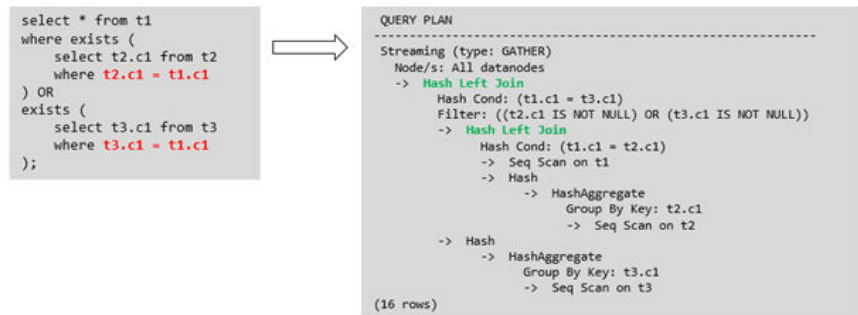 select * from t1
where exists (
select t2.c1 from t2
where t2.c1 = t1.c1
) OR
exists (
select t3.c1 from t3
where t3.c1 = t1.c1
);
QUERY PLAN
----------------------------------------------------------------
Streaming (type: GATHER)
Node/s: All datanodes
-> Hash Left Join
Hash Cond: (t1.c1 = t3.c1)
Filter: ((t2.c1 IS NOT NULL) OR (t3.c1 IS NOT NULL))
-> Hash Left Join
Hash Cond: (t1.c1 = t2.c1)
-> Seq Scan on t1
-> Hash
-> HashAggregate
Group By Key: t2.c1
-> Seq Scan on t2
-> Hash
-> HashAggregate
Group By Key: t3.c1
-> Seq Scan on t3
(16 rows)